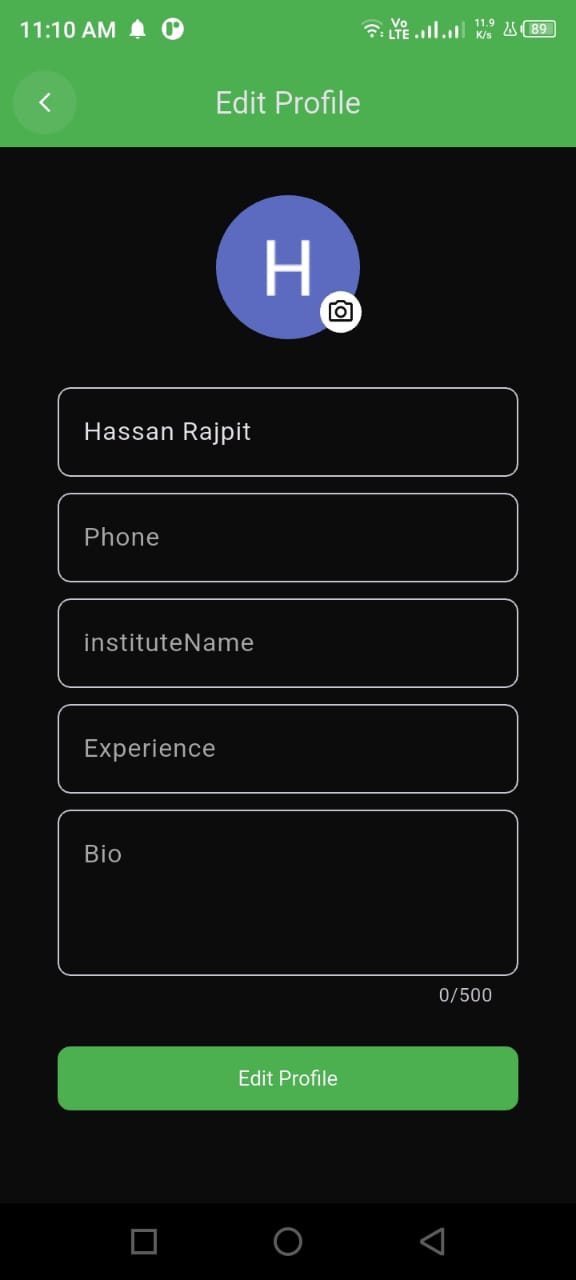 11:10 AM
Vo
LTE
11.9
K/s
89
Edit Profile
H
Hassan Rajpit
Phone
instituteName
Experience
Bio
0/500
Edit Profile